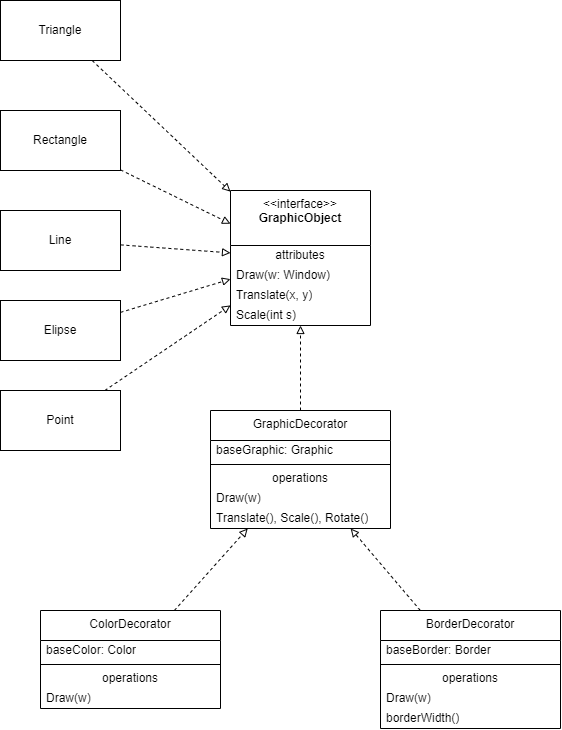 Triangle
Rectangle
Line
Elipse
Point
<<interface>>
GraphicObject
attributes
Draw(w: Window)
Translate(x, y)
Scale(int s)
GraphicDecorator
baseGraphic: Graphic
operations
Draw(w)
Translate(), Scale(), Rotate()
ColorDecorator
baseColor: Color
operations
Draw(w)
BorderDecorator
baseBorder: Border
operations
Draw(w)
borderWidth()